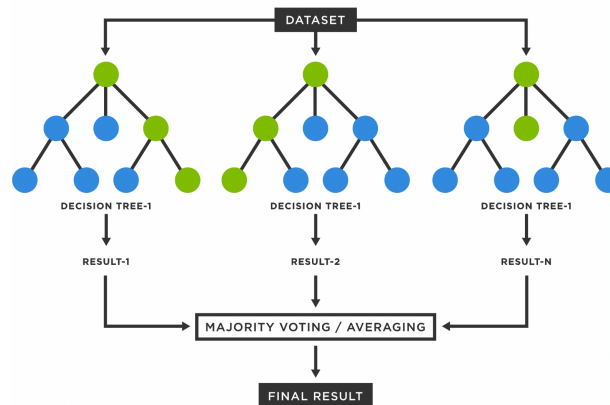 DATASET
DECISION TREE-1
DECISION TREE-1
DECISION TREE-1
RESULT-1
RESULT-2
RESULT-N
MAJORITY VOTING / AVERAGING
FINAL RESULT